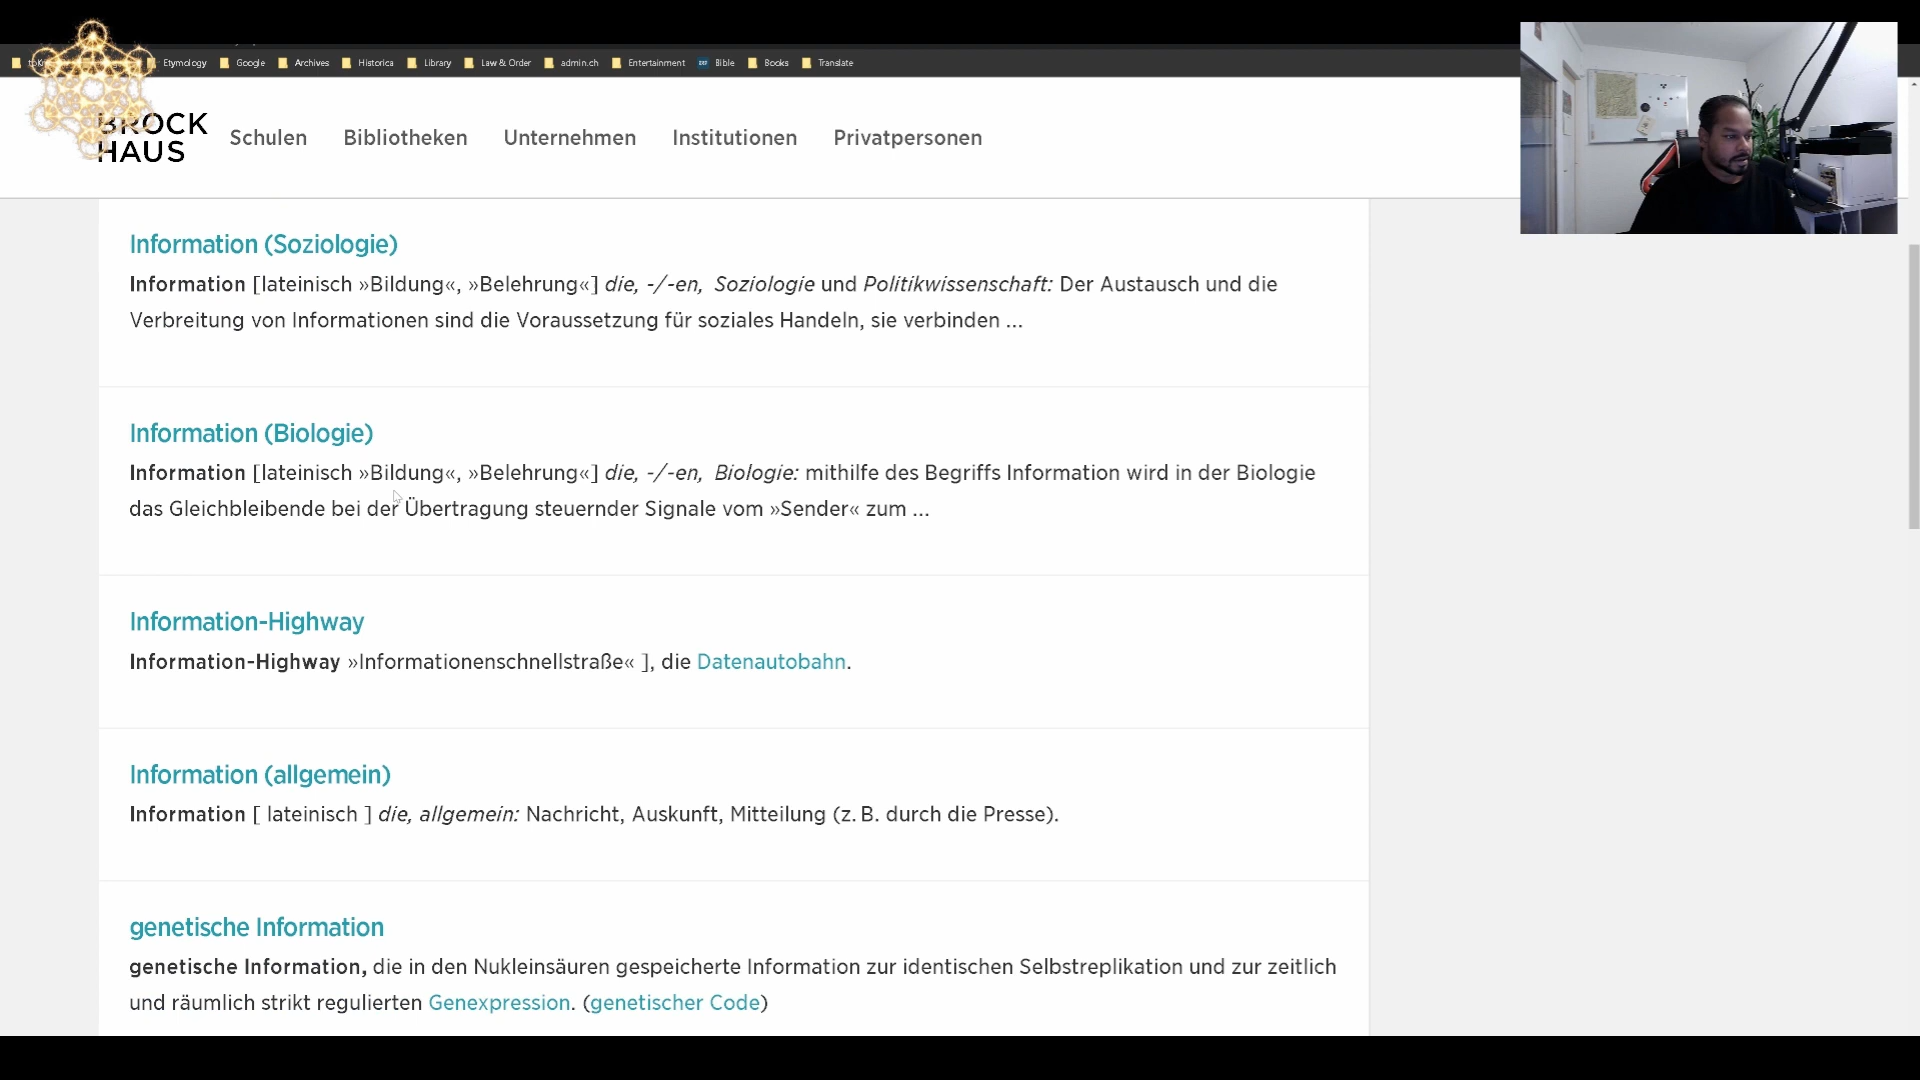 Etymology Google Archives Historica Library Law & Order admin.ch Entertainment Bible Books Translate
BROCK
HAUS
Schulen Bibliotheken Unternehmen Institutionen Privatpersonen
Information (Soziologie)
Information [lateinisch »Bildung«, »Belehrung«] die, -/-en, Soziologie und Politikwissenschaft: Der Austausch und die
Verbreitung von Informationen sind die Voraussetzung für soziales Handeln, sie verbinden ...
Information (Biologie)
Information [lateinisch »Bildung«, »Belehrung«] die, -/-en, Biologie: mithilfe des Begriffs Information wird in der Biologie
das Gleichbleibende bei der Übertragung steuernder Signale vom »Sender« zum ...
Information-Highway
Information-Highway »Informationenschnellstraße« ], die Datenautobahn.
Information (allgemein)
Information [ lateinisch ] die, allgemein: Nachricht, Auskunft, Mitteilung (z. B. durch die Presse).
genetische Information
genetische Information, die in den Nukleinsäuren gespeicherte Information zur identischen Selbstreplikation und zur zeitlich
und räumlich strikt regulierten Genexpression. (genetischer Code)